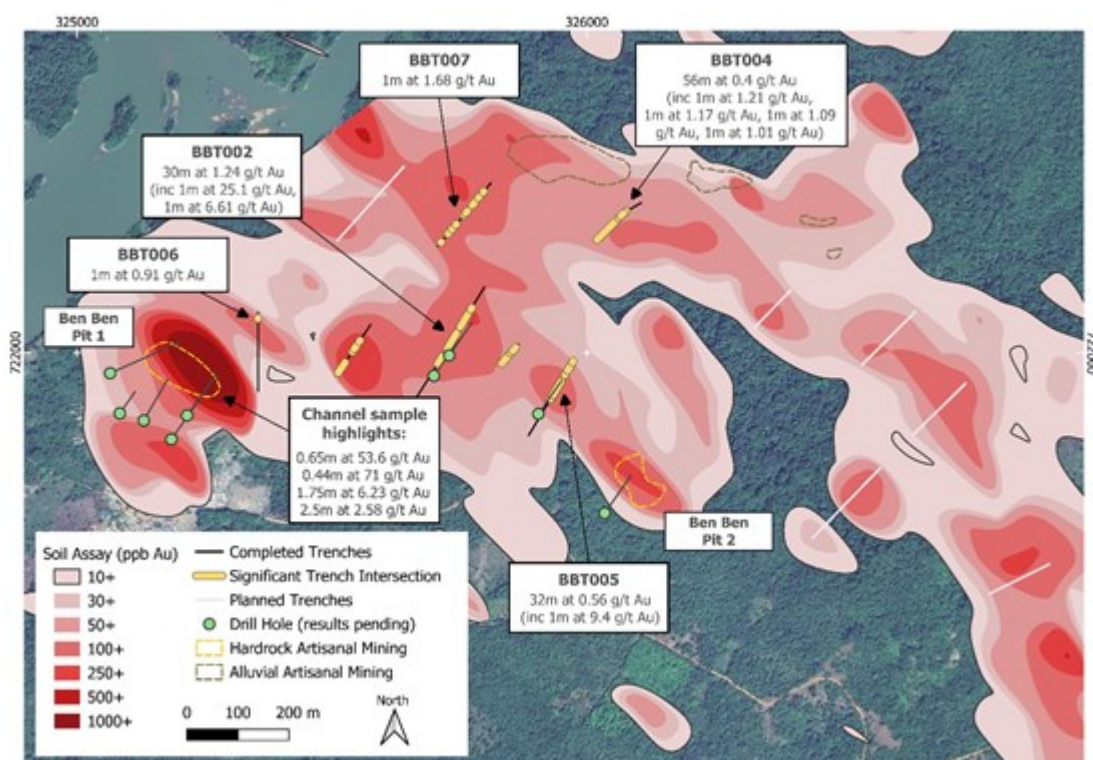 325000
326000
BBT007
1m at 1.68 g/t Au
BBT004
56m at 0.4 g/t Au
(inc 1m at 1.21 g/t Au,
1m at 1.17 g/t Au, 1m at 1.09
g/t Au, 1m at 1.01 g/t Au)
BBT002
30m at 1.24 g/t Au
(inc 1m at 25.1 g/t Au,
1m at 6.61 g/t Au)
BBT006
1m at 0.91 g/t Au
Ben Ben
Pit 1
722000
722000
Channel sample
highlights:
0.65m at 53.6 g/t Au
0.44m at 71 g/t Au
1.75m at 6.23 g/t Au
2.5m at 2.58 g/t Au
Ben Ben
Pit 2
BBT005
32m at 0.56 g/t Au
(inc 1m at 9.4 g/t Au)
Soil Assay (ppb Au)
10+
30+
50+
100+
250+
500+
1000+
Completed Trenches
Significant Trench Intersection
Planned Trenches
Drill Hole (results pending)
Hardrock Artisanal Mining
Alluvial Artisanal Mining
North
0 100 200 m